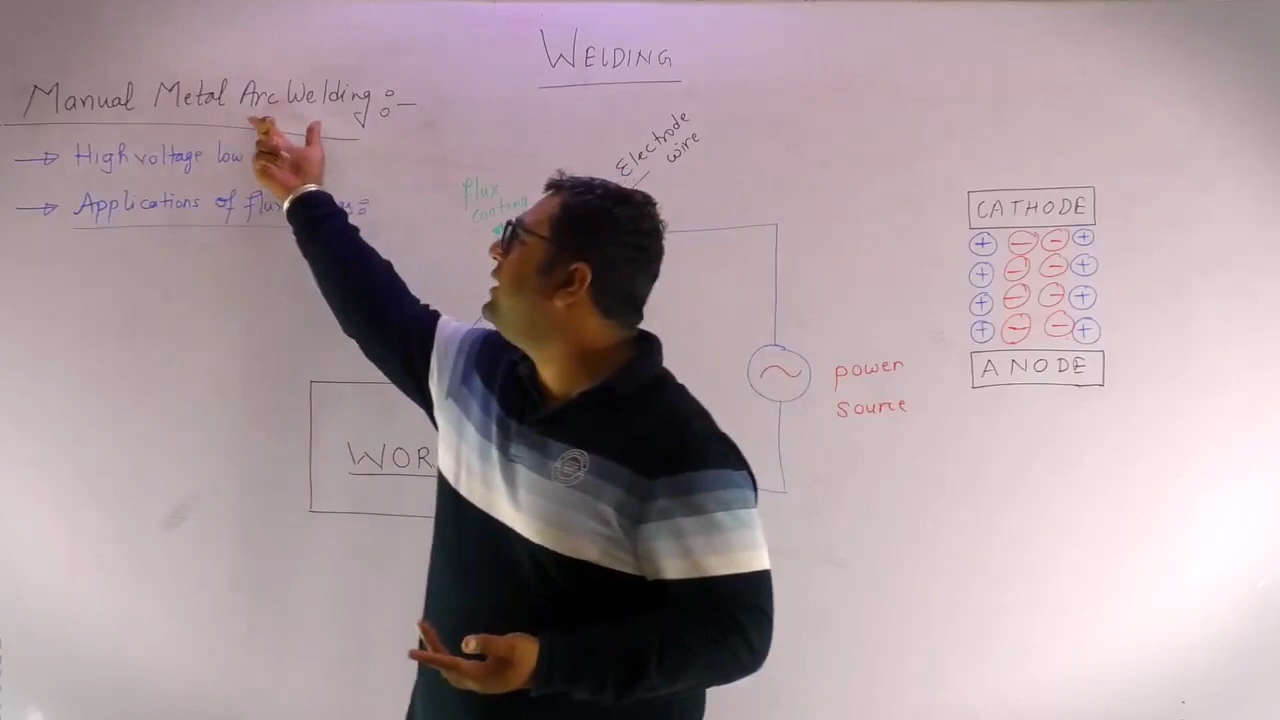 WELDING
Manual Metal Arc Welding :-
→ High voltage low
→ Applications of flux
Electrode
wire
flux
coating
CATHODE
+ - - +
+ - - +
+ - - +
+ - - +
ANODE
power
source
WOR